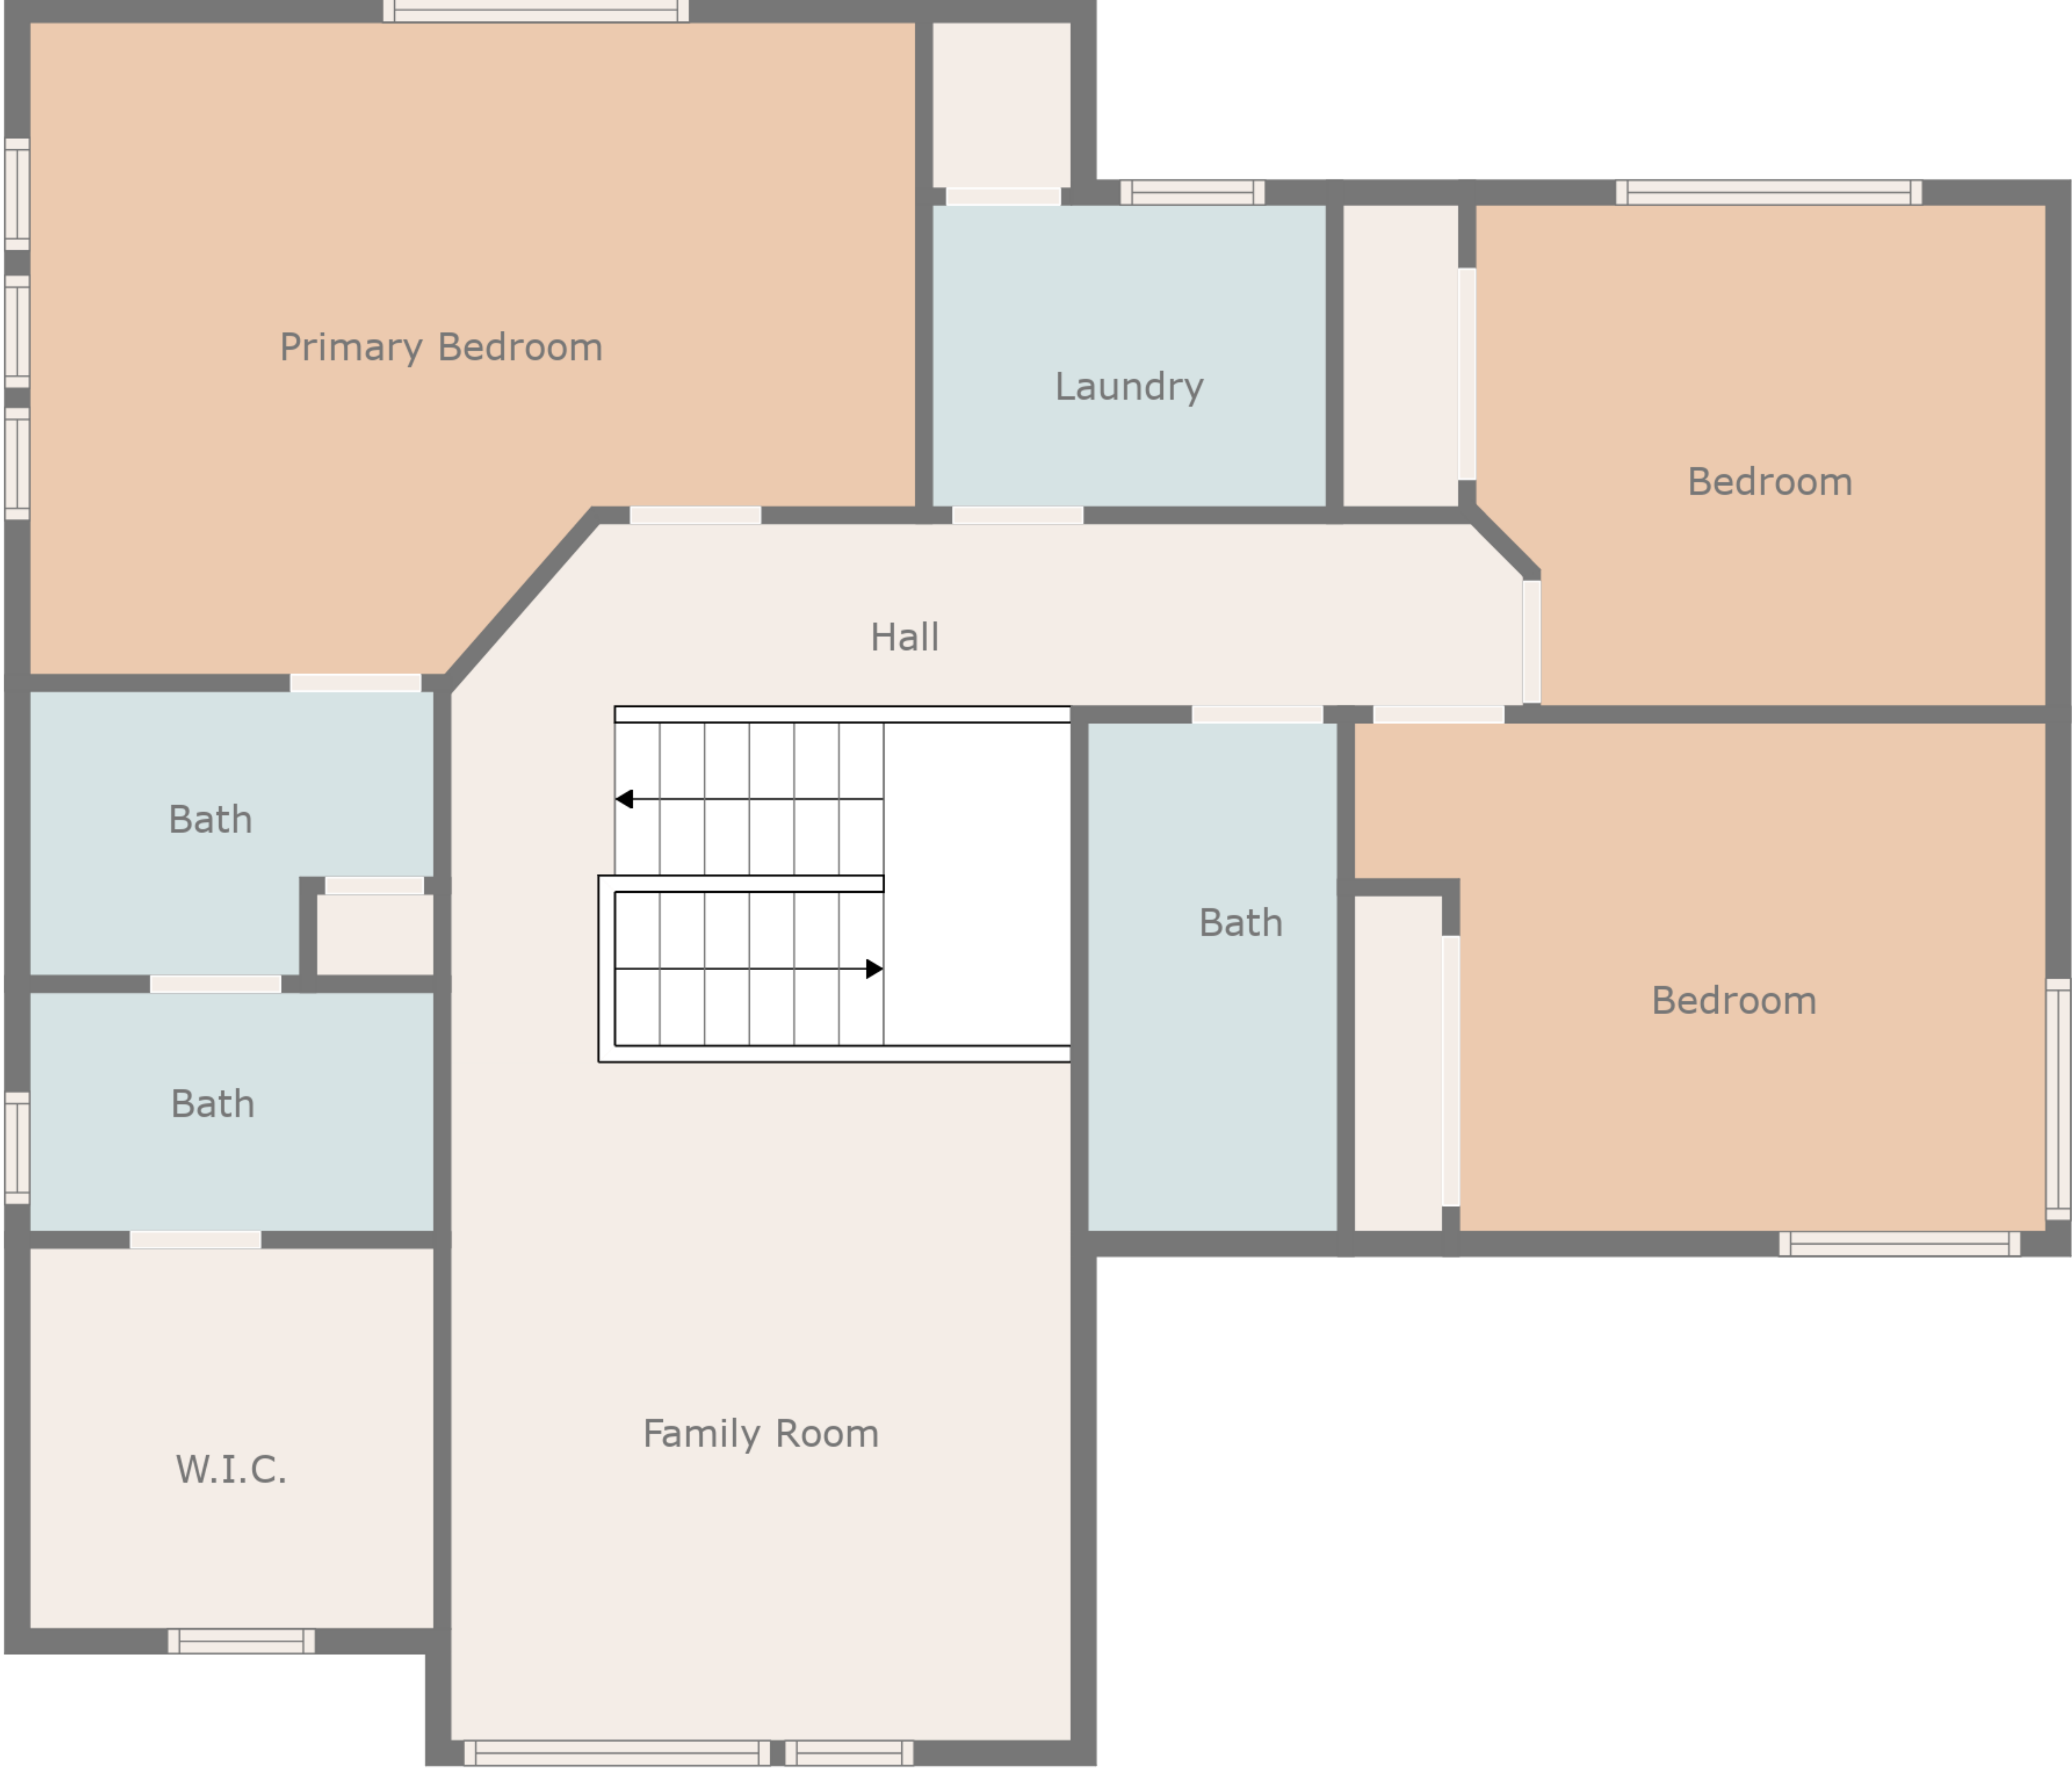 Primary Bedroom
Laundry
Bedroom
Hall
Bath
Bath
Bedroom
Bath
Family Room
W.I.C.